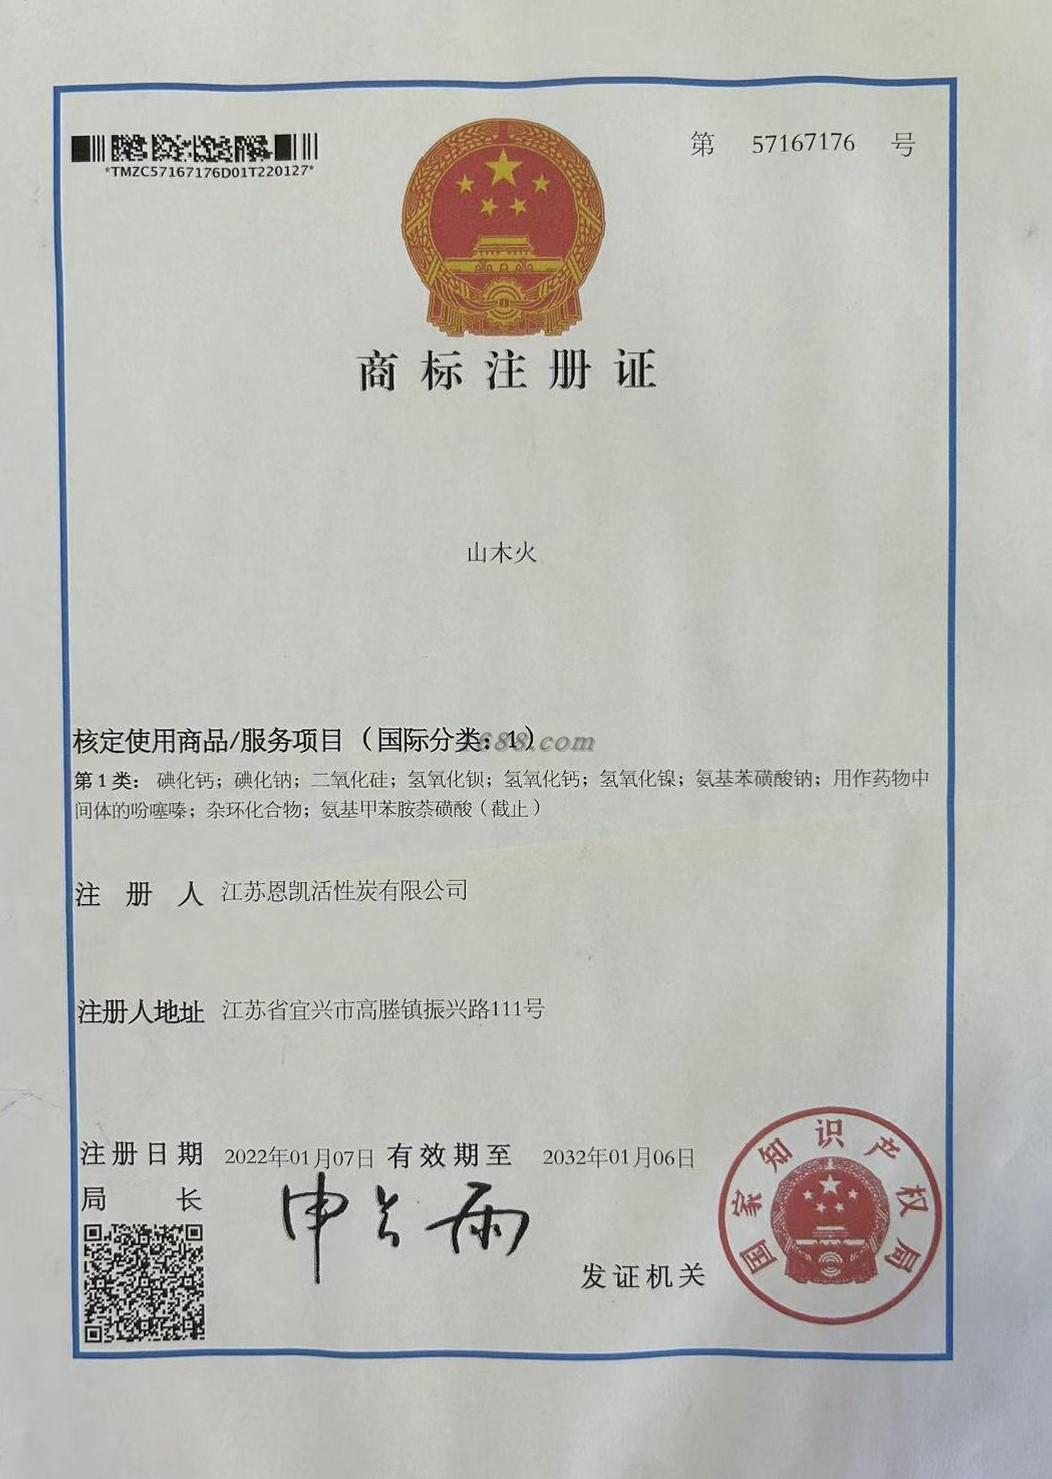 第 57167176 号
*TMZC57167176D01T220127*
商标注册证
山木火
核定使用商品/服务项目（国际分类：1）
1688.com
第1类：碘化钙；碘化钠；二氧化硅；氢氧化钡；氢氧化钙；氢氧化镍；氨基苯磺酸钠；用作药物中
间体的吩噻嗪；杂环化合物；氨基甲苯胺萘磺酸（截止）
注册人 江苏恩凯活性炭有限公司
注册人地址 江苏省宜兴市高塍镇振兴路111号
注册日期 2022年01月07日 有效期至 2032年01月06日
局长 申长雨
发证机关
国家知识产权局